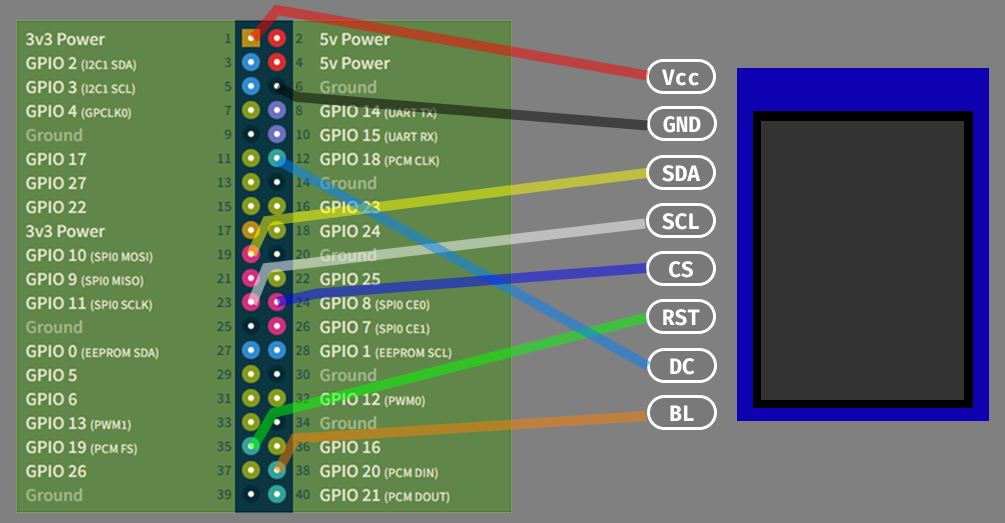 3v3 Power 1 2 5v Power
GPIO 2 (I2C1 SDA) 3 4 5v Power
GPIO 3 (I2C1 SCL) 5 6 Ground
GPIO 4 (GPCLK0) 7 8 GPIO 14 (UART TX)
Ground 9 10 GPIO 15 (UART RX)
GPIO 17 11 12 GPIO 18 (PCM CLK)
GPIO 27 13 14 Ground
GPIO 22 15 16 GPIO 23
3v3 Power 17 18 GPIO 24
GPIO 10 (SPI0 MOSI) 19 20 Ground
GPIO 9 (SPI0 MISO) 21 22 GPIO 25
GPIO 11 (SPI0 SCLK) 23 24 GPIO 8 (SPI0 CE0)
Ground 25 26 GPIO 7 (SPI0 CE1)
GPIO 0 (EEPROM SDA) 27 28 GPIO 1 (EEPROM SCL)
GPIO 5 29 30 Ground
GPIO 6 31 32 GPIO 12 (PWM0)
GPIO 13 (PWM1) 33 34 Ground
GPIO 19 (PCM FS) 35 36 GPIO 16
GPIO 26 37 38 GPIO 20 (PCM DIN)
Ground 39 40 GPIO 21 (PCM DOUT)
Vcc
GND
SDA
SCL
CS
RST
DC
BL